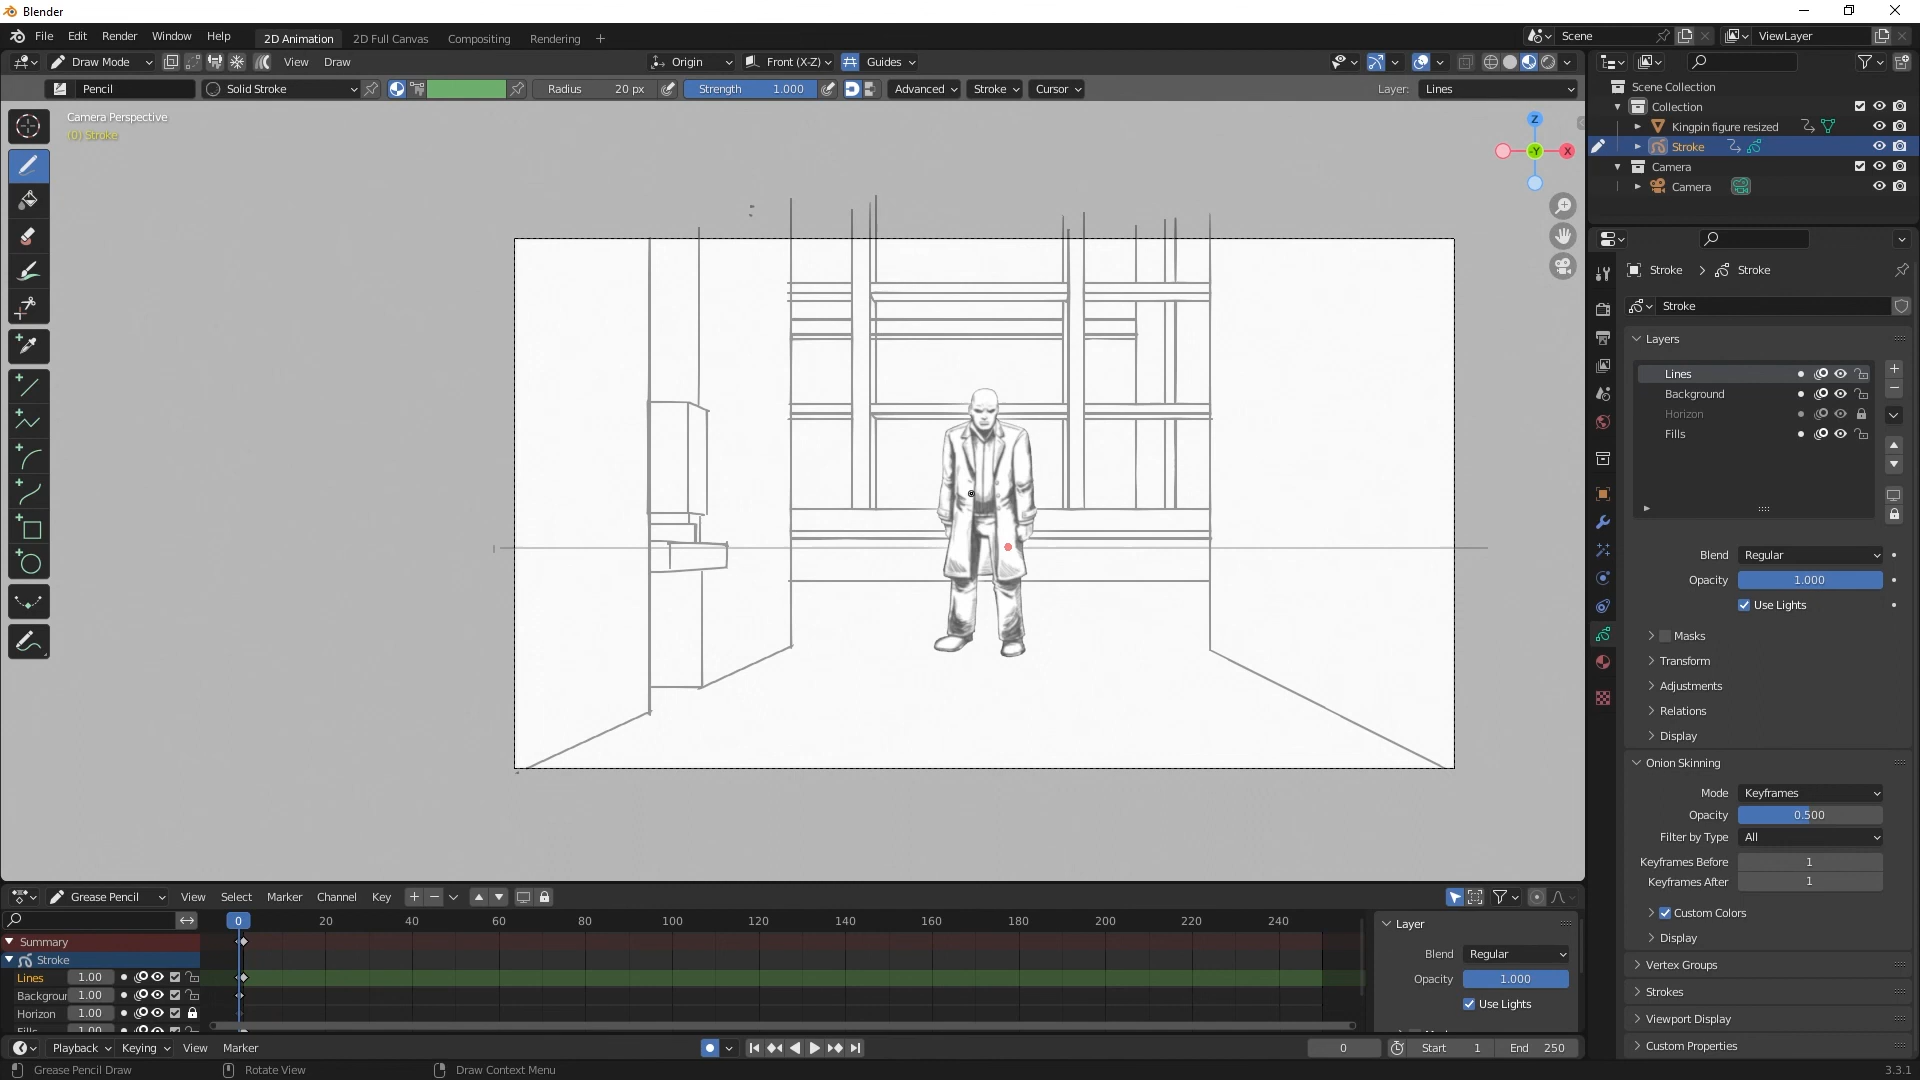 Blender
File Edit Render Window Help 2D Animation 2D Full Canvas Compositing Rendering + Scene ViewLayer
Draw Mode View Draw Origin Front (X-Z) Guides
Pencil Solid Stroke Radius 20 px Strength 1.000 Advanced Stroke Cursor Layer: Lines
Camera Perspective
(0) Stroke
Z
-Y
X
Scene Collection
Collection
Kingpin figure resized
Stroke
Camera
Camera
Stroke Stroke
Stroke
Layers
Lines
Background
Horizon
Fills
Blend Regular
Opacity 1.000
Use Lights
Masks
Transform
Adjustments
Relations
Display
Onion Skinning
Mode Keyframes
Opacity 0.500
Filter by Type All
Keyframes Before 1
Keyframes After 1
Custom Colors
Display
Vertex Groups
Strokes
Viewport Display
Custom Properties
Grease Pencil View Select Marker Channel Key
0 20 40 60 80 100 120 140 160 180 200 220 240
Summary
Stroke
Lines 1.00
Backgrour 1.00
Horizon 1.00
Fills 1.00
Layer
Blend Regular
Opacity 1.000
Use Lights
Playback Keying View Marker 0 Start 1 End 250
Grease Pencil Draw Rotate View Draw Context Menu 3.3.1